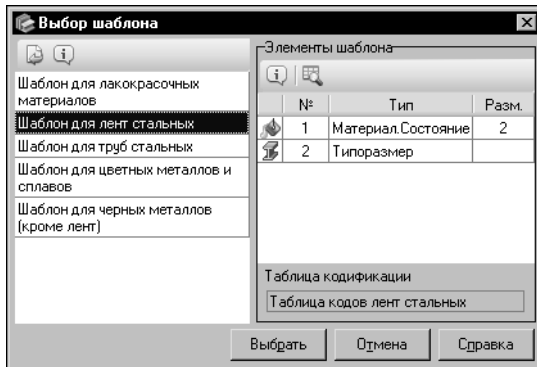 Выбор шаблона
Шаблон для лакокрасочных
материалов
Шаблон для лент стальных
Шаблон для труб стальных
Шаблон для цветных металлов и
сплавов
Шаблон для черных металлов
(кроме лент)
Элементы шаблона
№ Тип Разм.
1 Материал.Состояние 2
2 Типоразмер
Таблица кодификации
Таблица кодов лент стальных
Выбрать Отмена Справка